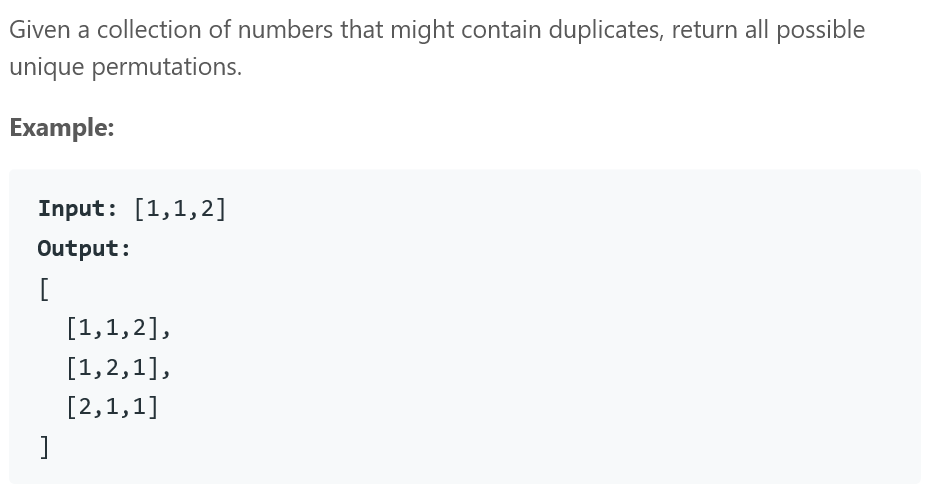 Given a collection of numbers that might contain duplicates, return all possible
unique permutations.
Example:
Input: [1,1,2]
Output:
[
  [1,1,2],
  [1,2,1],
  [2,1,1]
]